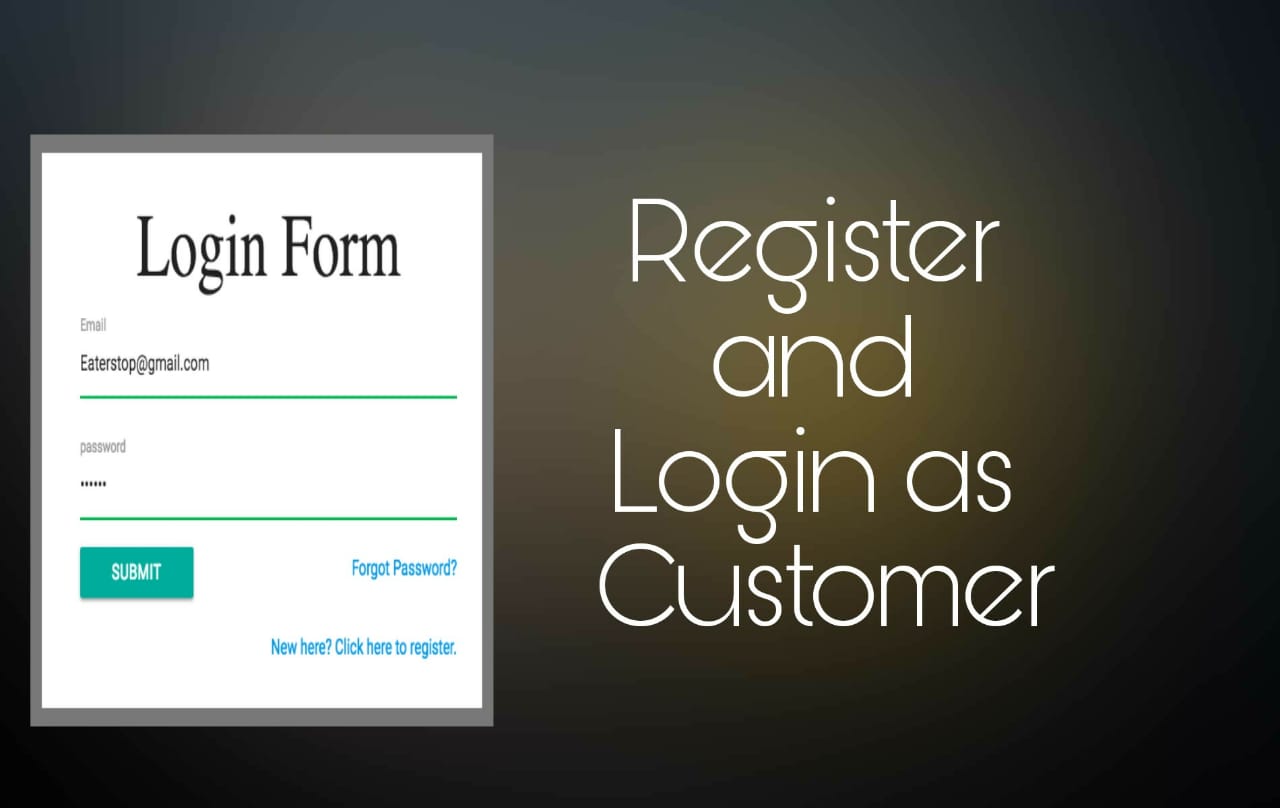 Login Form
Email
Eaterstop@gmail.com
password
••••••
SUBMIT
Forgot Password?
New here? Click here to register.
Register
and
Login as
Customer